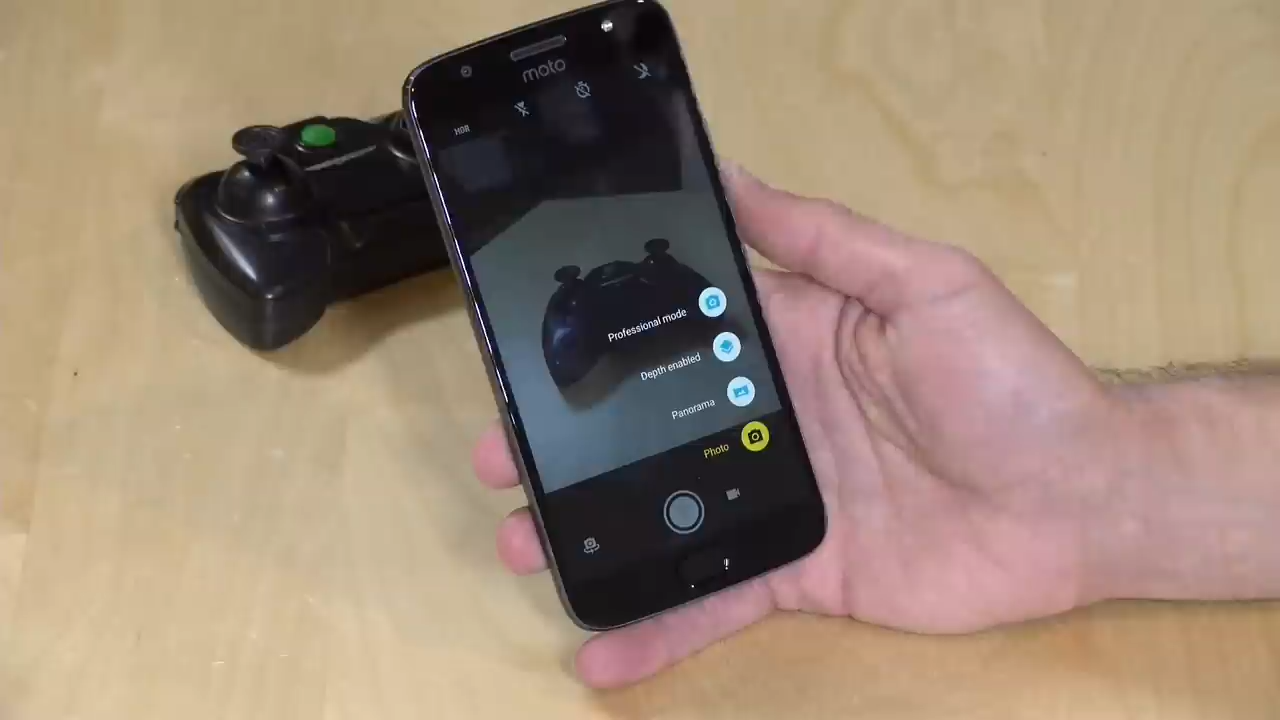 moto
HDR
Professional mode
Depth enabled
Panorama
Photo